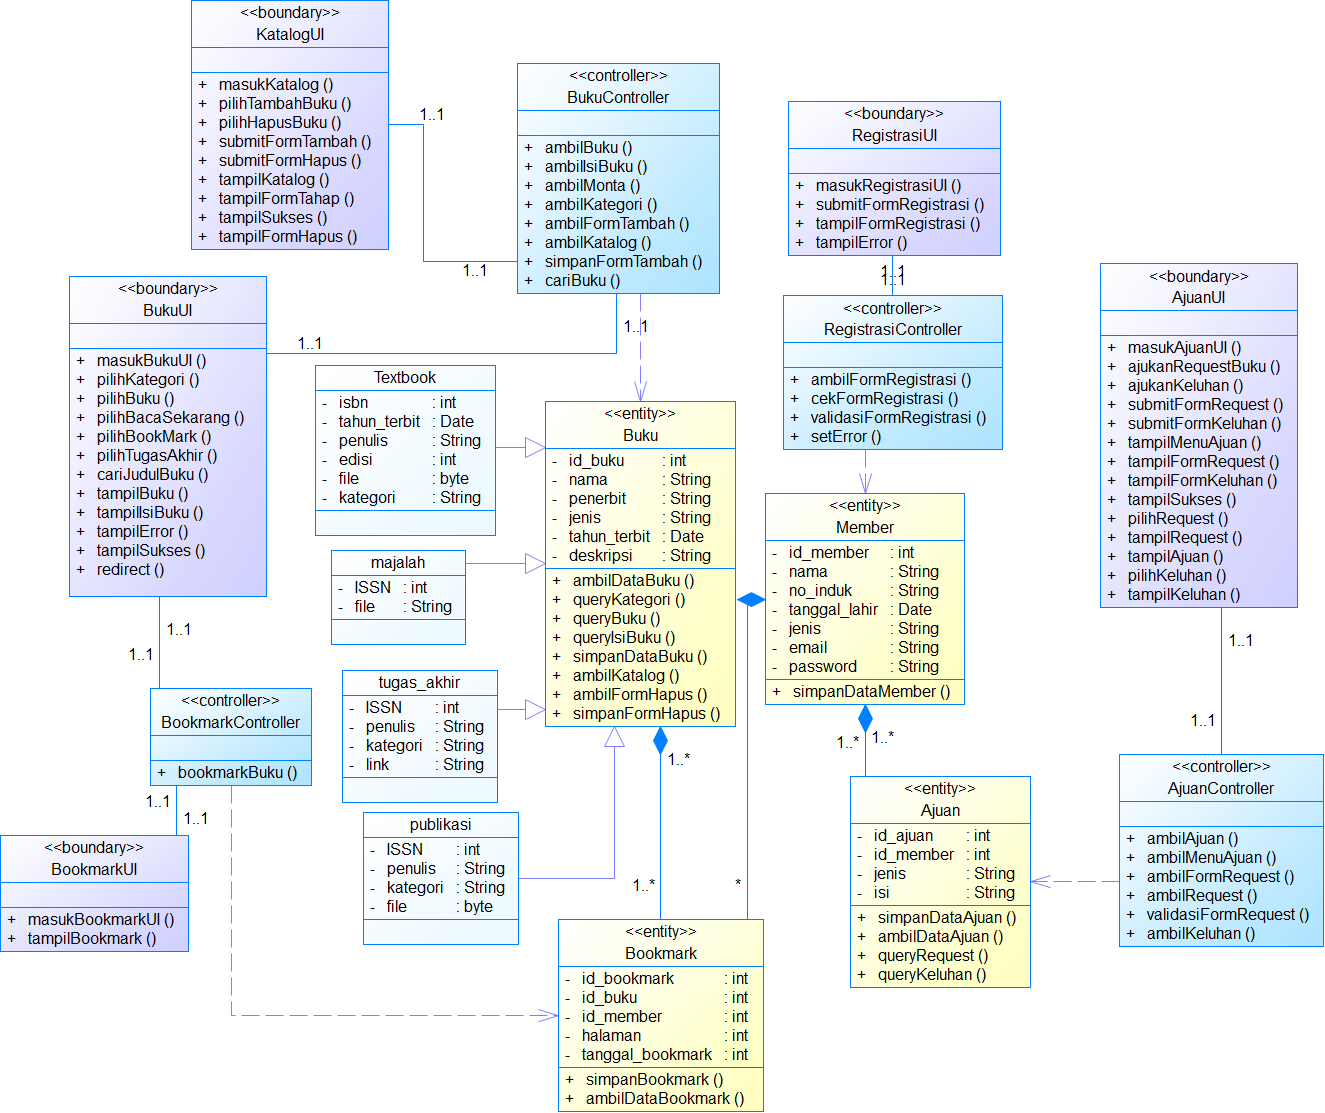 <<boundary>>
KatalogUI
+ masukKatalog ()
+ pilihTambahBuku ()
+ pilihHapusBuku ()
+ submitFormTambah ()
+ submitFormHapus ()
+ tampilKatalog ()
+ tampilFormTahap ()
+ tampilSukses ()
+ tampilFormHapus ()
1..1
1..1
<<controller>>
BukuController
+ ambilBuku ()
+ ambilIsiBuku ()
+ ambilMonta ()
+ ambilKategori ()
+ ambilFormTambah ()
+ ambilKatalog ()
+ simpanFormTambah ()
+ cariBuku ()
1..1
1..1
<<boundary>>
RegistrasiUI
+ masukRegistrasiUI ()
+ submitFormRegistrasi ()
+ tampilFormRegistrasi ()
+ tampilError ()
1..1
1..1
<<controller>>
RegistrasiController
+ ambilFormRegistrasi ()
+ cekFormRegistrasi ()
+ validasiFormRegistrasi ()
+ setError ()
<<boundary>>
AjuanUI
+ masukAjuanUI ()
+ ajukanRequestBuku ()
+ ajukanKeluhan ()
+ submitFormRequest ()
+ submitFormKeluhan ()
+ tampilMenuAjuan ()
+ tampilFormRequest ()
+ tampilFormKeluhan ()
+ tampilSukses ()
+ pilihRequest ()
+ tampilRequest ()
+ tampilAjuan ()
+ pilihKeluhan ()
+ tampilKeluhan ()
1..1
1..1
<<boundary>>
BukuUI
+ masukBukuUI ()
+ pilihKategori ()
+ pilihBuku ()
+ pilihBacaSekarang ()
+ pilihBookMark ()
+ pilihTugasAkhir ()
+ cariJudulBuku ()
+ tampilBuku ()
+ tampilIsiBuku ()
+ tampilError ()
+ tampilSukses ()
+ redirect ()
1..1
1..1
Textbook
- isbn : int
- tahun_terbit : Date
- penulis : String
- edisi : int
- file : byte
- kategori : String
majalah
- ISSN : int
- file : String
tugas_akhir
- ISSN : int
- penulis : String
- kategori : String
- link : String
publikasi
- ISSN : int
- penulis : String
- kategori : String
- file : byte
<<entity>>
Buku
- id_buku : int
- nama : String
- penerbit : String
- jenis : String
- tahun_terbit : Date
- deskripsi : String
+ ambilDataBuku ()
+ queryKategori ()
+ queryBuku ()
+ queryIsiBuku ()
+ simpanDataBuku ()
+ ambilKatalog ()
+ ambilFormHapus ()
+ simpanFormHapus ()
1..*
1..*
*
<<entity>>
Member
- id_member : int
- nama : String
- no_induk : String
- tanggal_lahir : Date
- jenis : String
- email : String
- password : String
+ simpanDataMember ()
1..*
1..*
<<controller>>
BookmarkController
+ bookmarkBuku ()
1..1
1..1
<<boundary>>
BookmarkUI
+ masukBookmarkUI ()
+ tampilBookmark ()
<<entity>>
Ajuan
- id_ajuan : int
- id_member : int
- jenis : String
- isi : String
+ simpanDataAjuan ()
+ ambilDataAjuan ()
+ queryRequest ()
+ queryKeluhan ()
<<controller>>
AjuanController
+ ambilAjuan ()
+ ambilMenuAjuan ()
+ ambilFormRequest ()
+ ambilRequest ()
+ validasiFormRequest ()
+ ambilKeluhan ()
<<entity>>
Bookmark
- id_bookmark : int
- id_buku : int
- id_member : int
- halaman : int
- tanggal_bookmark : int
+ simpanBookmark ()
+ ambilDataBookmark ()